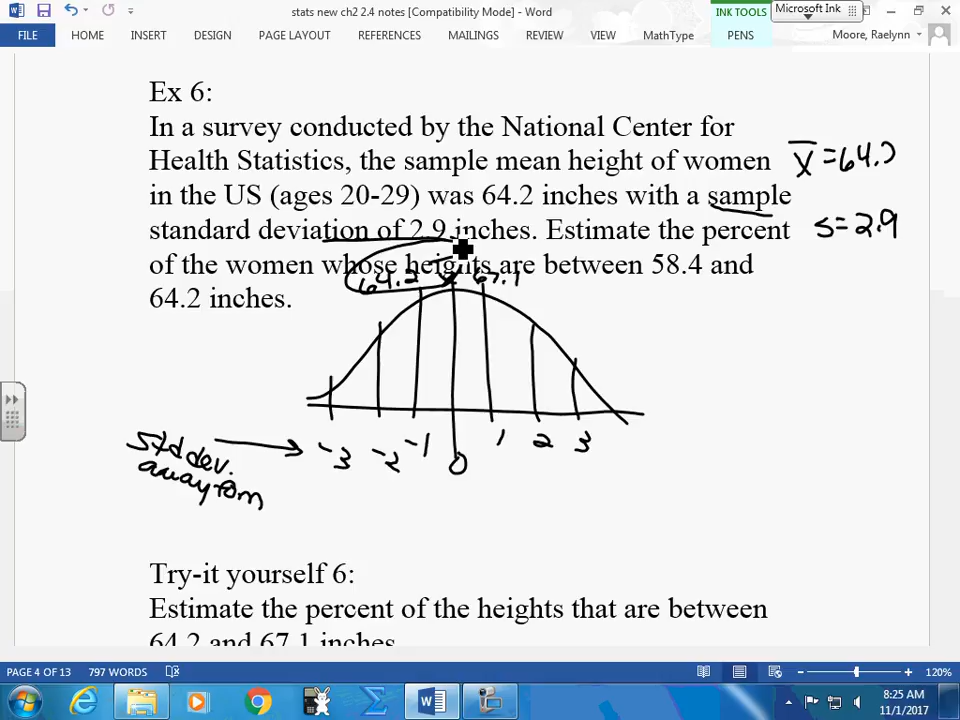 stats new ch2 2.4 notes [Compatibility Mode] - Word
INK TOOLS
Microsoft Ink
FILE HOME INSERT DESIGN PAGE LAYOUT REFERENCES MAILINGS REVIEW VIEW MathType PENS Moore, Raelynn
Ex 6:
In a survey conducted by the National Center for
Health Statistics, the sample mean height of women
in the US (ages 20-29) was 64.2 inches with a sample
standard deviation of 2.9 inches. Estimate the percent
of the women whose heights are between 58.4 and
64.2 inches.
x̅ = 64.2
s = 2.9
64.2 x̅ 67.1
-3 -2 -1 0 1 2 3
Std dev.
away
Try-it yourself 6:
Estimate the percent of the heights that are between
64.2 and 67.1 inches
PAGE 4 OF 13 797 WORDS 120%
8:25 AM
11/1/2017